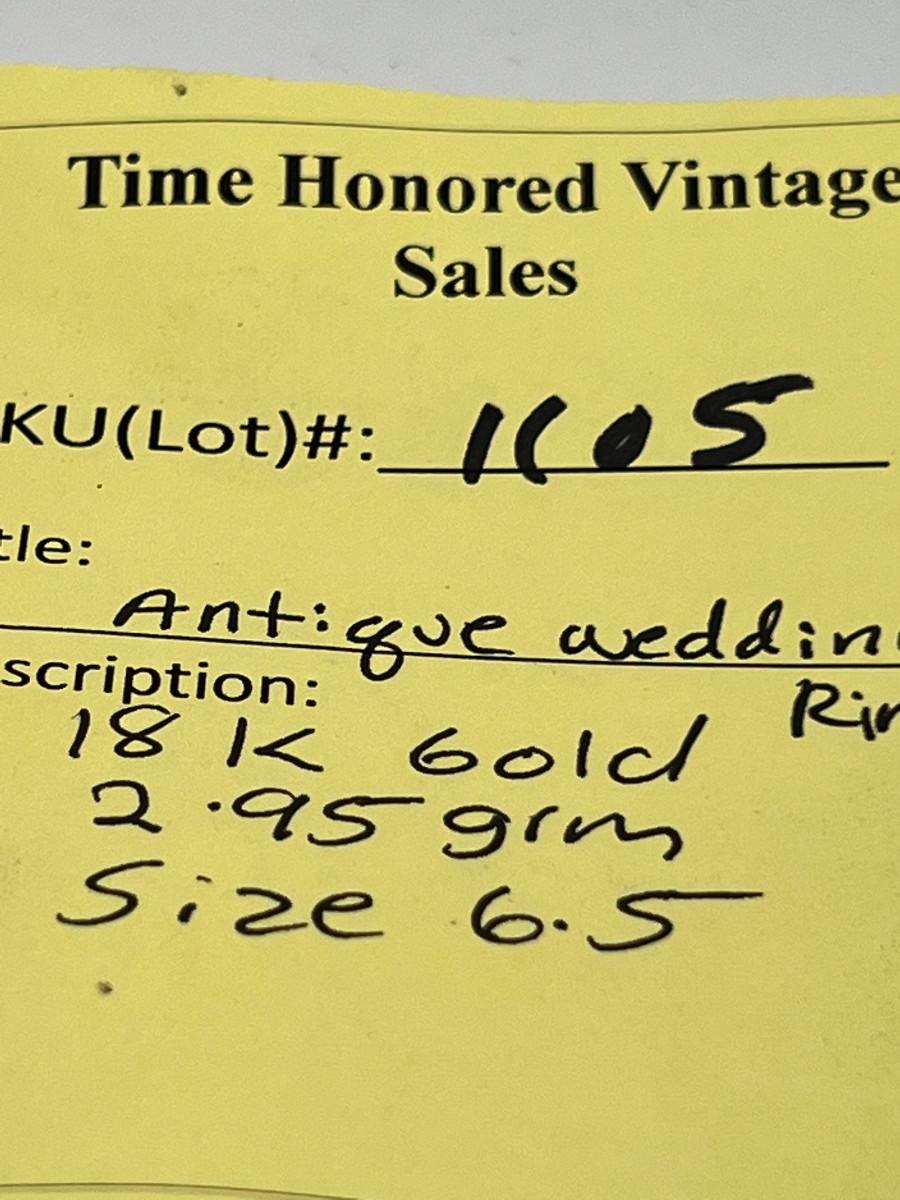 Time Honored Vintage
Sales
KU(Lot)#: 1105
tle:
Antique weddin
Rin
scription:
18 K Gold
2.95 grm
Size 6.5